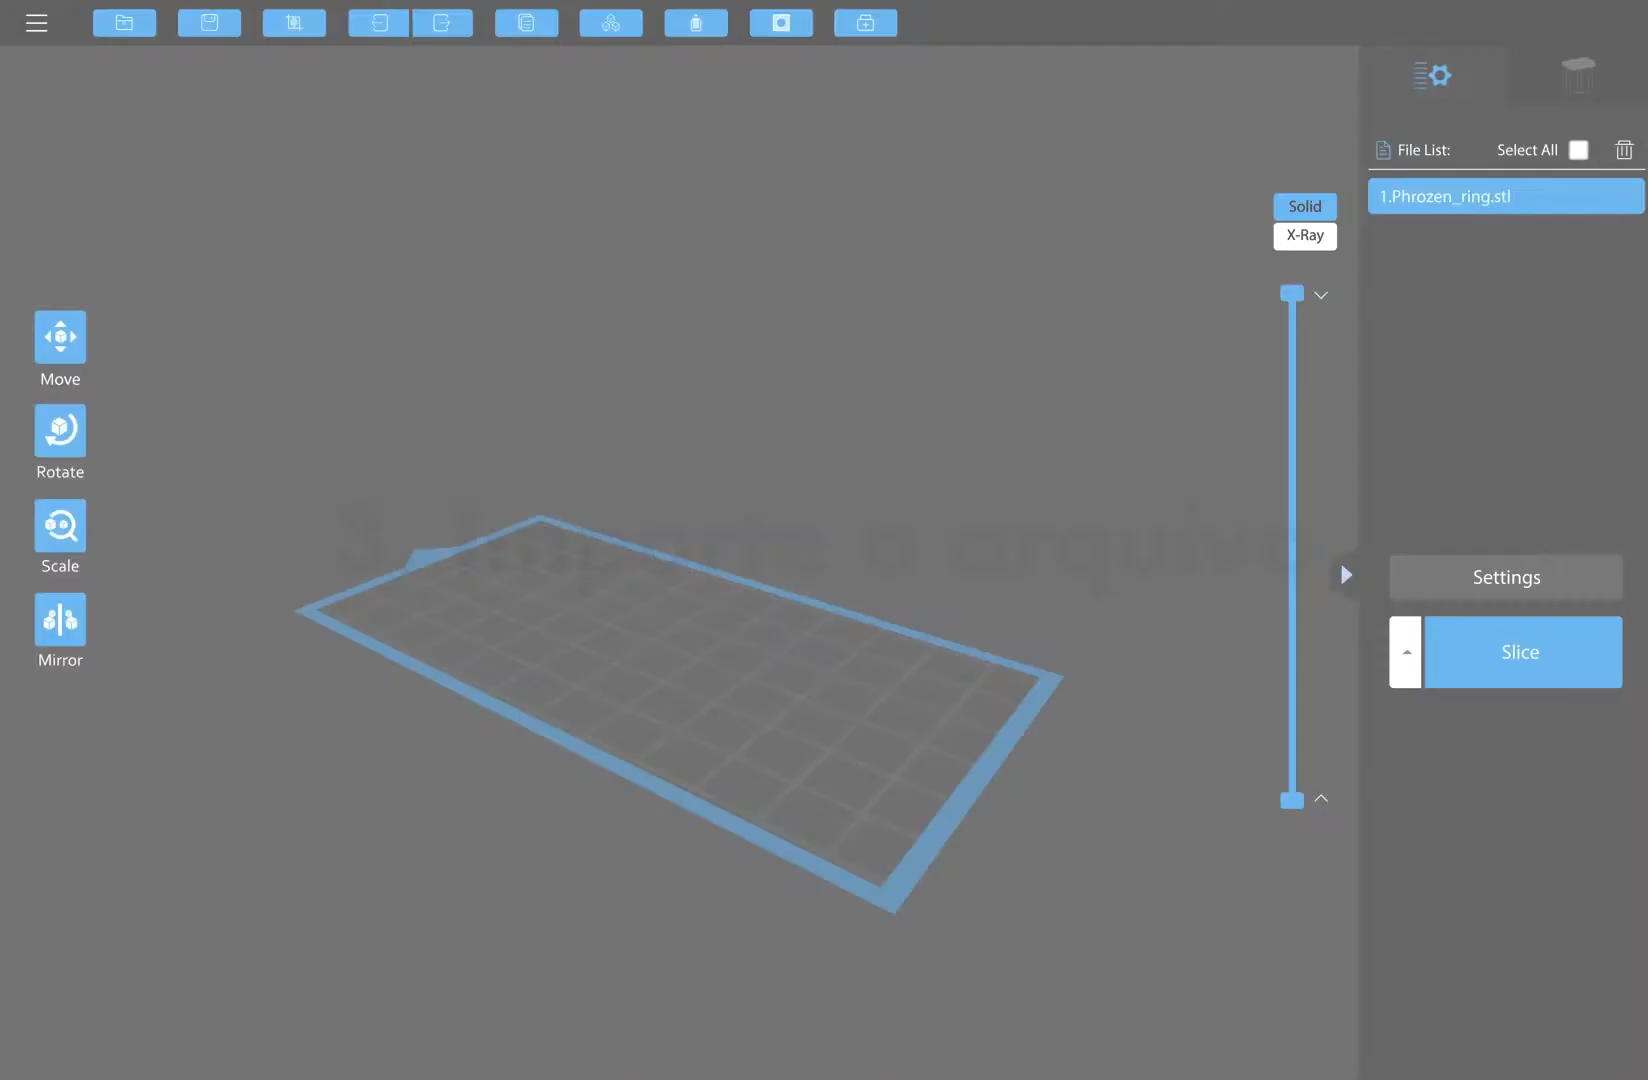 File List:
Select All
1.Phrozen_ring.stl
Solid
X-Ray
Move
Rotate
Scale
Mirror
Settings
Slice